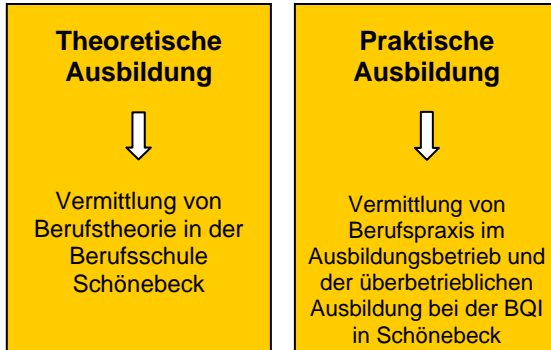 Theoretische
Ausbildung
Vermittlung von
Berufstheorie in der
Berufsschule
Schönebeck
Praktische
Ausbildung
Vermittlung von
Berufspraxis im
Ausbildungsbetrieb und
der überbetrieblichen
Ausbildung bei der BQI
in Schönebeck